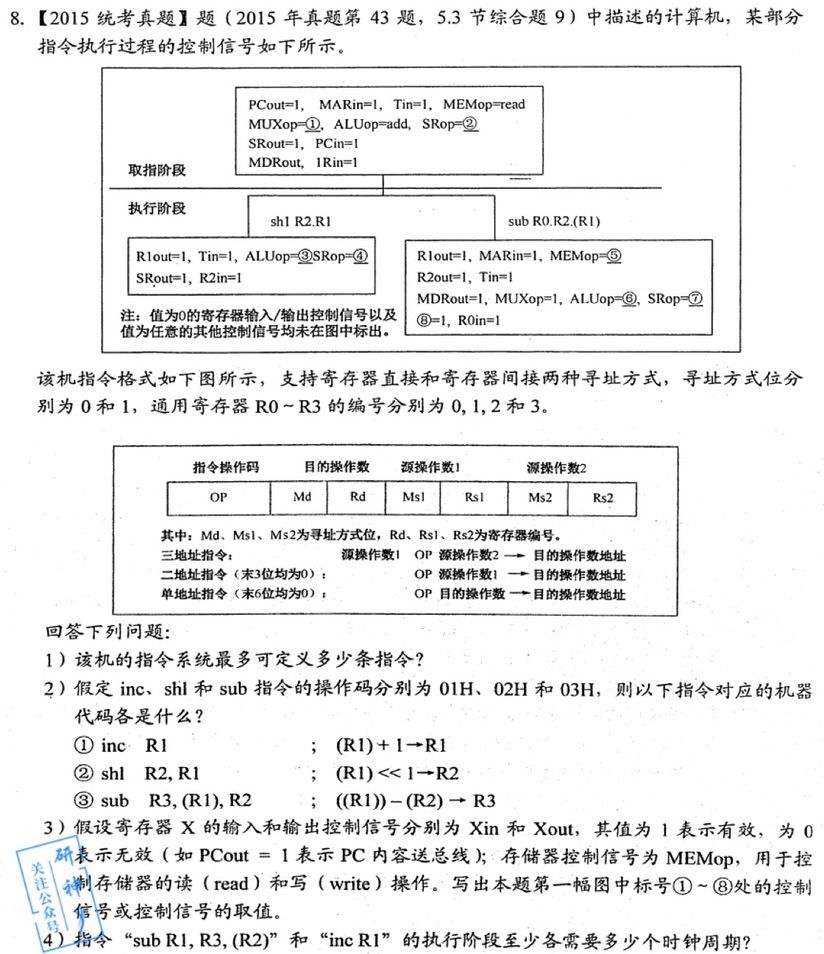 8. 【2015 统考真题】题（2015 年真题第 43 题，5.3 节综合题 9）中描述的计算机，某部分
指令执行过程的控制信号如下所示。
PCout=1, MARin=1, Tin=1, MEMop=read
MUXop=①, ALUop=add, SRop=②
SRout=1, PCin=1
MDRout, 1Rin=1
取指阶段
执行阶段
sh1 R2.R1
sub R0.R2.(R1)
R1out=1, Tin=1, ALUop=③SRop=④
SRout=1, R2in=1
R1out=1, MARin=1, MEMop=⑤
R2out=1, Tin=1
MDRout=1, MUXop=1, ALUop=⑥, SRop=⑦
⑧=1, R0in=1
注：值为0的寄存器输入/输出控制信号以及
值为任意的其他控制信号均未在图中标出。
该机指令格式如下图所示，支持寄存器直接和寄存器间接两种寻址方式，寻址方式位分
别为 0 和 1，通用寄存器 R0～R3 的编号分别为 0, 1, 2 和 3。
指令操作码 目的操作数 源操作数1 源操作数2
OP Md Rd Ms1 Rs1 Ms2 Rs2
其中：Md、Ms1、Ms2为寻址方式位，Rd、Rs1、Rs2为寄存器编号。
三地址指令： 源操作数1 OP 源操作数2 → 目的操作数地址
二地址指令（末3位均为0）： OP 源操作数1 → 目的操作数地址
单地址指令（末6位均为0）： OP 目的操作数 → 目的操作数地址
回答下列问题：
1）该机的指令系统最多可定义多少条指令？
2）假定 inc、shl 和 sub 指令的操作码分别为 01H、02H 和 03H，则以下指令对应的机器
代码各是什么？
① inc R1 ; (R1) + 1→R1
② shl R2, R1 ; (R1) << 1→R2
③ sub R3, (R1), R2 ; ((R1)) – (R2) → R3
3）假设寄存器 X 的输入和输出控制信号分别为 Xin 和 Xout，其值为 1 表示有效，为 0
表示无效（如 PCout = 1 表示 PC 内容送总线）；存储器控制信号为 MEMop，用于控
制存储器的读（read）和写（write）操作。写出本题第一幅图中标号①～⑧处的控制
信号或控制信号的取值。
4）指令“sub R1, R3, (R2)”和“inc R1”的执行阶段至少各需要多少个时钟周期？
关注公众号
研神